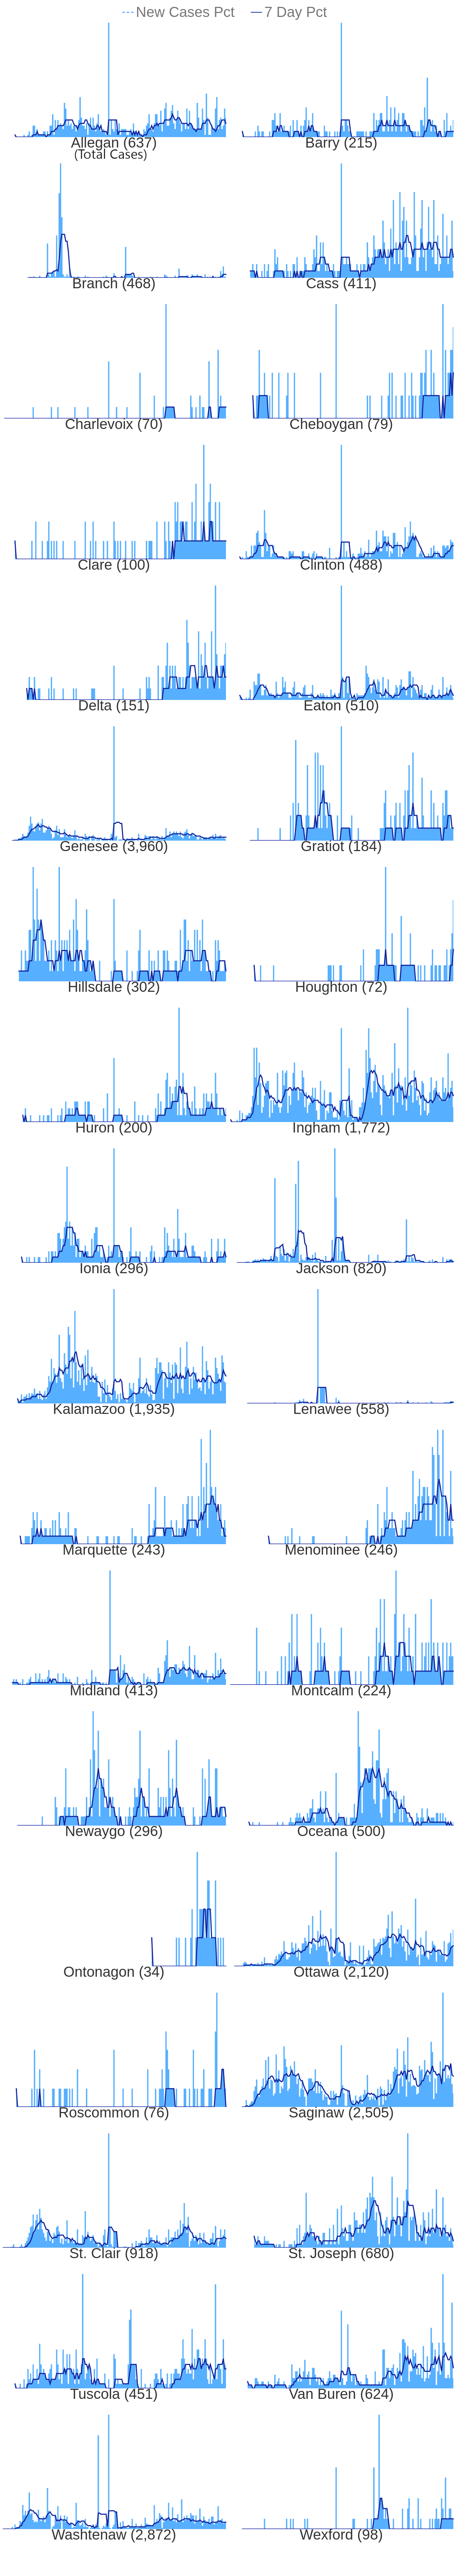 New Cases Pct 7 Day Pct
Allegan (637) Barry (215)
(Total Cases)
Branch (468) Cass (411)
Charlevoix (70) Cheboygan (79)
Clare (100) Clinton (488)
Delta (151) Eaton (510)
Genesee (3,960) Gratiot (184)
Hillsdale (302) Houghton (72)
Huron (200) Ingham (1,772)
Ionia (296) Jackson (820)
Kalamazoo (1,935) Lenawee (558)
Marquette (243) Menominee (246)
Midland (413) Montcalm (224)
Newaygo (296) Oceana (500)
Ontonagon (34) Ottawa (2,120)
Roscommon (76) Saginaw (2,505)
St. Clair (918) St. Joseph (680)
Tuscola (451) Van Buren (624)
Washtenaw (2,872) Wexford (98)